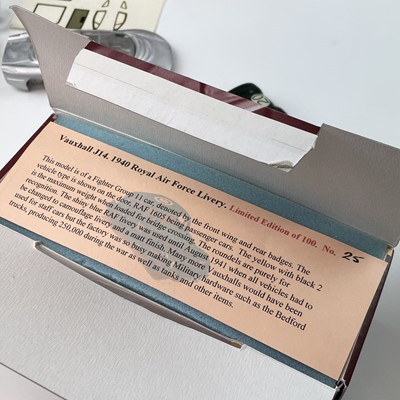 Vauxhall J14, 1940 Royal Air Force Livery. Limited Edition of 100. No. 25
This model is of a Fighter Group 11 car, denoted by the front wing and rear badges. The
vehicle type is shown on the door, RAF 1605 being passenger cars. The yellow with black 2
is the maximum weight when loaded for bridge crossing. The roundels are purely for
recognition. The shiny blue RAF livery was used until August 1941 when all vehicles had to
be changed to camouflage livery and a matt finish. Many more Vauxhalls would have been
used for staff cars but the factory was so busy making Military hardware such as the Bedford
trucks, producing 250,000 during the war as well as talks and other items.